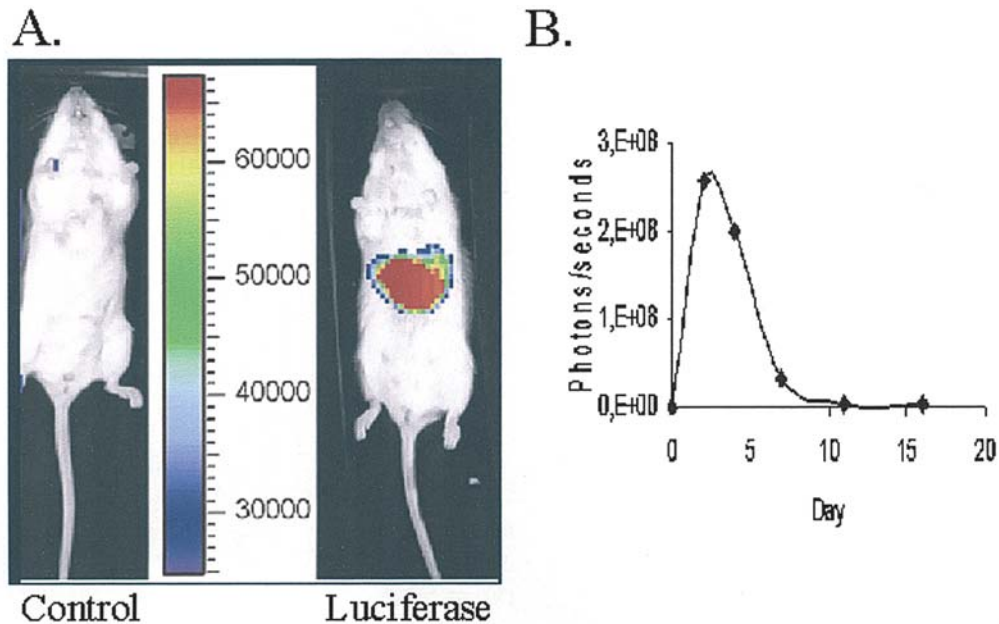 A.
B.
60000
50000
40000
30000
Control
Luciferase
Photons/seconds
3,E+08
2,E+08
1,E+08
0,E+00
0 5 10 15 20
Day